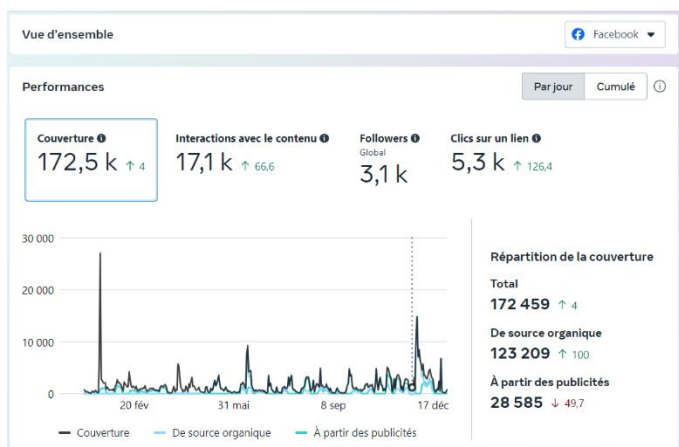 Vue d'ensemble
Facebook
Performances
Par jour
Cumulé
Couverture
172,5 k ↑ 4
Interactions avec le contenu
17,1 k ↑ 66,6
Followers
Global
3,1 k
Clics sur un lien
5,3 k ↑ 126,4
30 000
20 000
10 000
0
20 fév
31 mai
8 sep
17 déc
Couverture
De source organique
À partir des publicités
Répartition de la couverture
Total
172 459 ↑ 4
De source organique
123 209 ↑ 100
À partir des publicités
28 585 ↓ 49,7